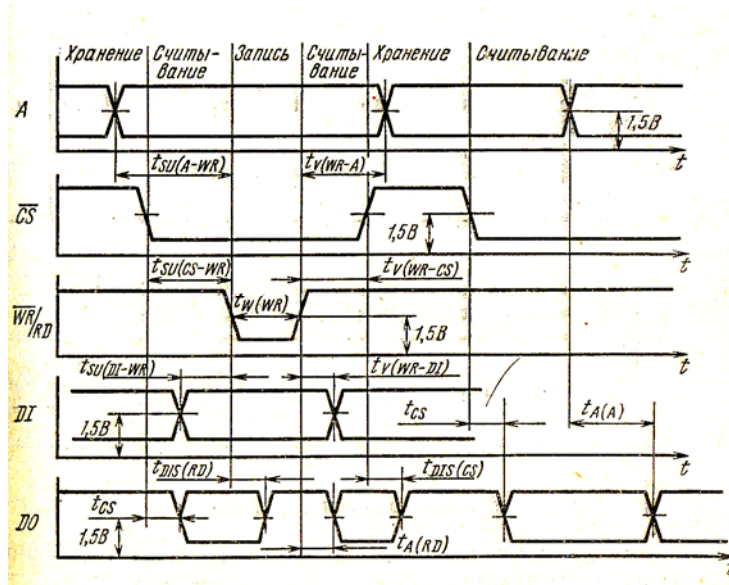 Хранение Считы-вание Запись Считы-вание Хранение Считывание
A
1,5В
t
tSU(A-WR)
tV(WR-A)
CS
1,5В
t
tSU(CS-WR)
tV(WR-CS)
WR/RD
tW(WR)
1,5В
t
tSU(DI-WR)
tV(WR-DI)
DI
1,5В
tCS
tA(A)
t
tDIS(RD)
tDIS(CS)
DO
tCS
1,5В
tA(RD)
t